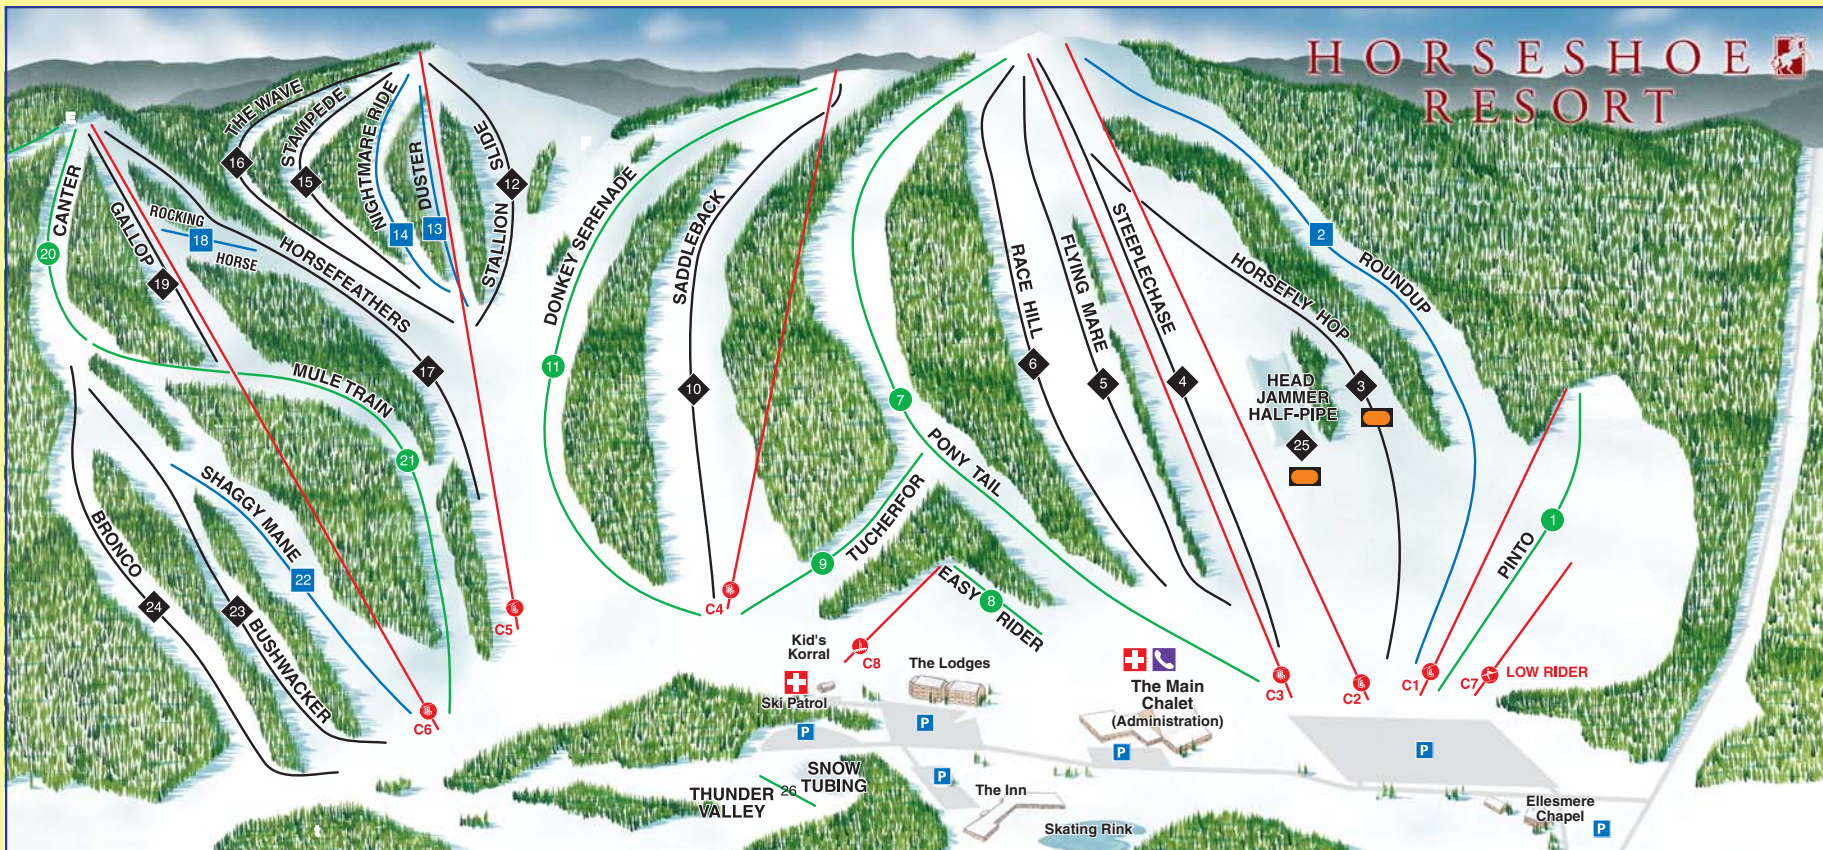 HORSESHOE
RESORT
E
F
THE WAVE
16
STAMPEDE
15
NIGHTMARE RIDE
14
DUSTER
13
SLIDE
12
STALLION
CANTER
20
GALLOP
19
ROCKING
18
HORSE
HORSEFEATHERS
17
MULE TRAIN
21
SHAGGY MANE
22
BRONCO
24
23
BUSHWACKER
C6
C5
DONKEY SERENADE
11
SADDLEBACK
10
C4
7
PONY TAIL
TUCHERFOR
9
EASY
8
RIDER
C8
RACE HILL
6
FLYING MARE
5
STEEPLECHASE
4
HORSEFLY HOP
3
HEAD
JAMMER
HALF-PIPE
25
2
ROUNDUP
PINTO
1
C3
C2
C1
C7
LOW RIDER
Kid's
Korral
Ski Patrol
The Lodges
The Main
Chalet
(Administration)
P
P
P
P
P
P
THUNDER
VALLEY
26
SNOW
TUBING
The Inn
Skating Rink
Ellesmere
Chapel